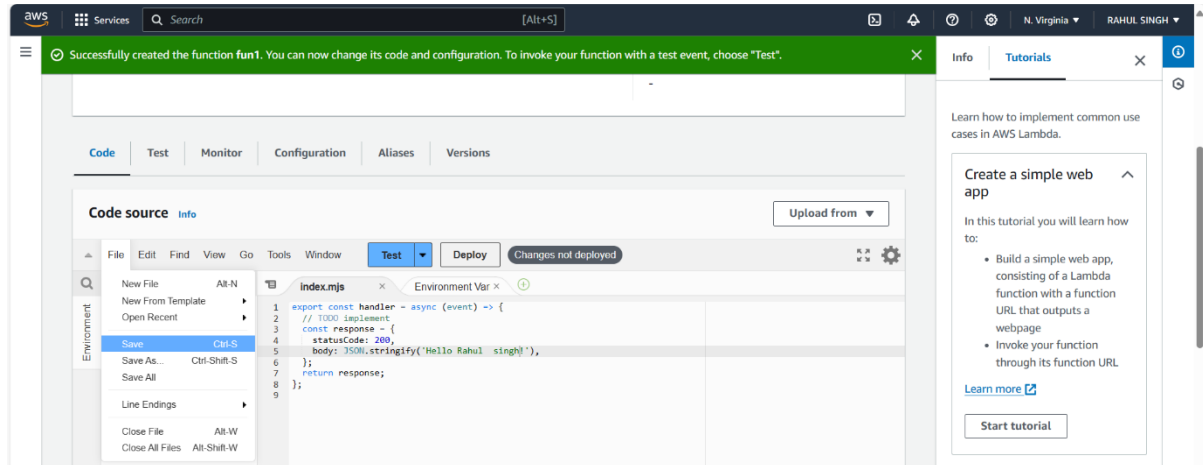 aws
Services
Search
[Alt+S]
N. Virginia ▼
RAHUL SINGH ▼
Successfully created the function fun1. You can now change its code and configuration. To invoke your function with a test event, choose "Test".
-
Code
Test
Monitor
Configuration
Aliases
Versions
Code source Info
Upload from ▼
File Edit Find View Go Tools Window
Test
Deploy
Changes not deployed
Environment
New File Alt-N
New From Template
Open Recent
Save Ctrl-S
Save As... Ctrl-Shift-S
Save All
Line Endings
Close File Alt-W
Close All Files Alt-Shift-W
index.mjs ×
Environment Var ×
1 export const handler = async (event) => {
2 // TODO implement
3 const response = {
4 statusCode: 200,
5 body: JSON.stringify('Hello Rahul  singh!'),
6 };
7 return response;
8 };
9
Info
Tutorials
Learn how to implement common use
cases in AWS Lambda.
Create a simple web
app
In this tutorial you will learn how
to:
• Build a simple web app,
consisting of a Lambda
function with a function
URL that outputs a
webpage
• Invoke your function
through its function URL
Learn more
Start tutorial